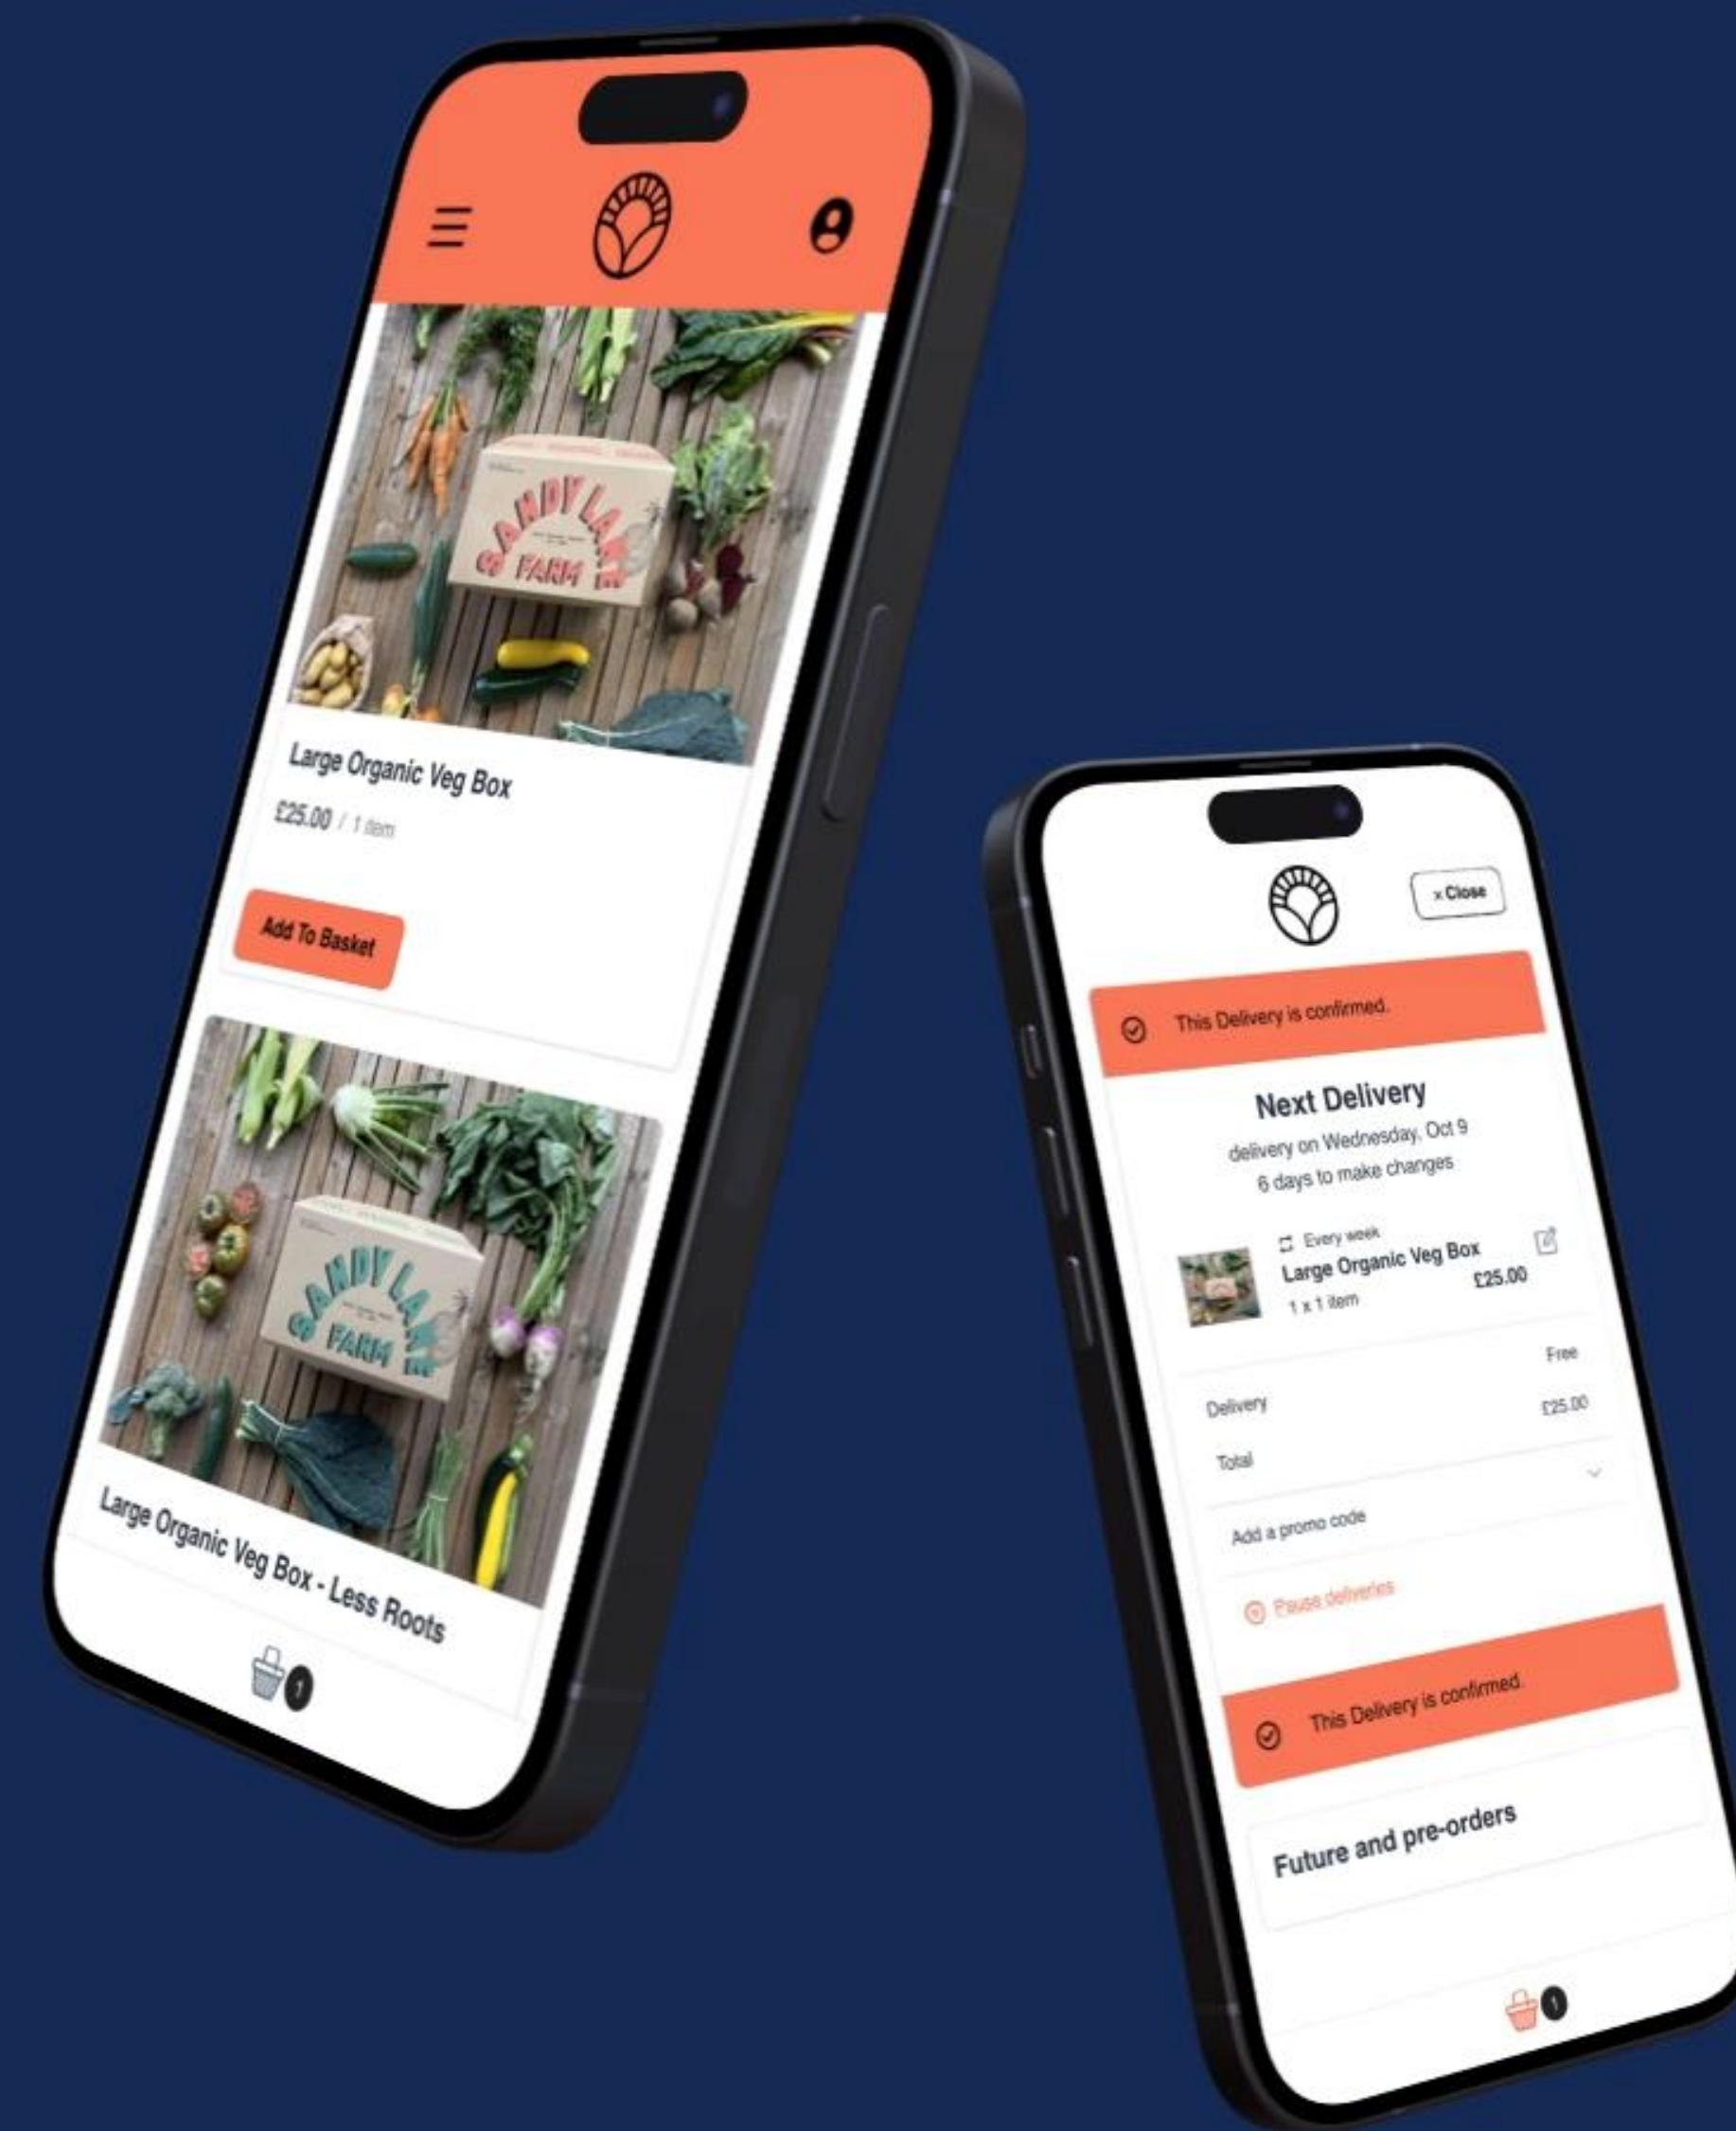 SANDY LANE
FARM
Large Organic Veg Box
£25.00 / 1 item
Add To Basket
SANDY LANE
FARM
Large Organic Veg Box - Less Roots
1
x Close
This Delivery is confirmed.
Next Delivery
delivery on Wednesday, Oct 9
6 days to make changes
Every week
Large Organic Veg Box
£25.00
1 x 1 item
Free
Delivery
£25.00
Total
Add a promo code
Pause deliveries
This Delivery is confirmed.
Future and pre-orders
1